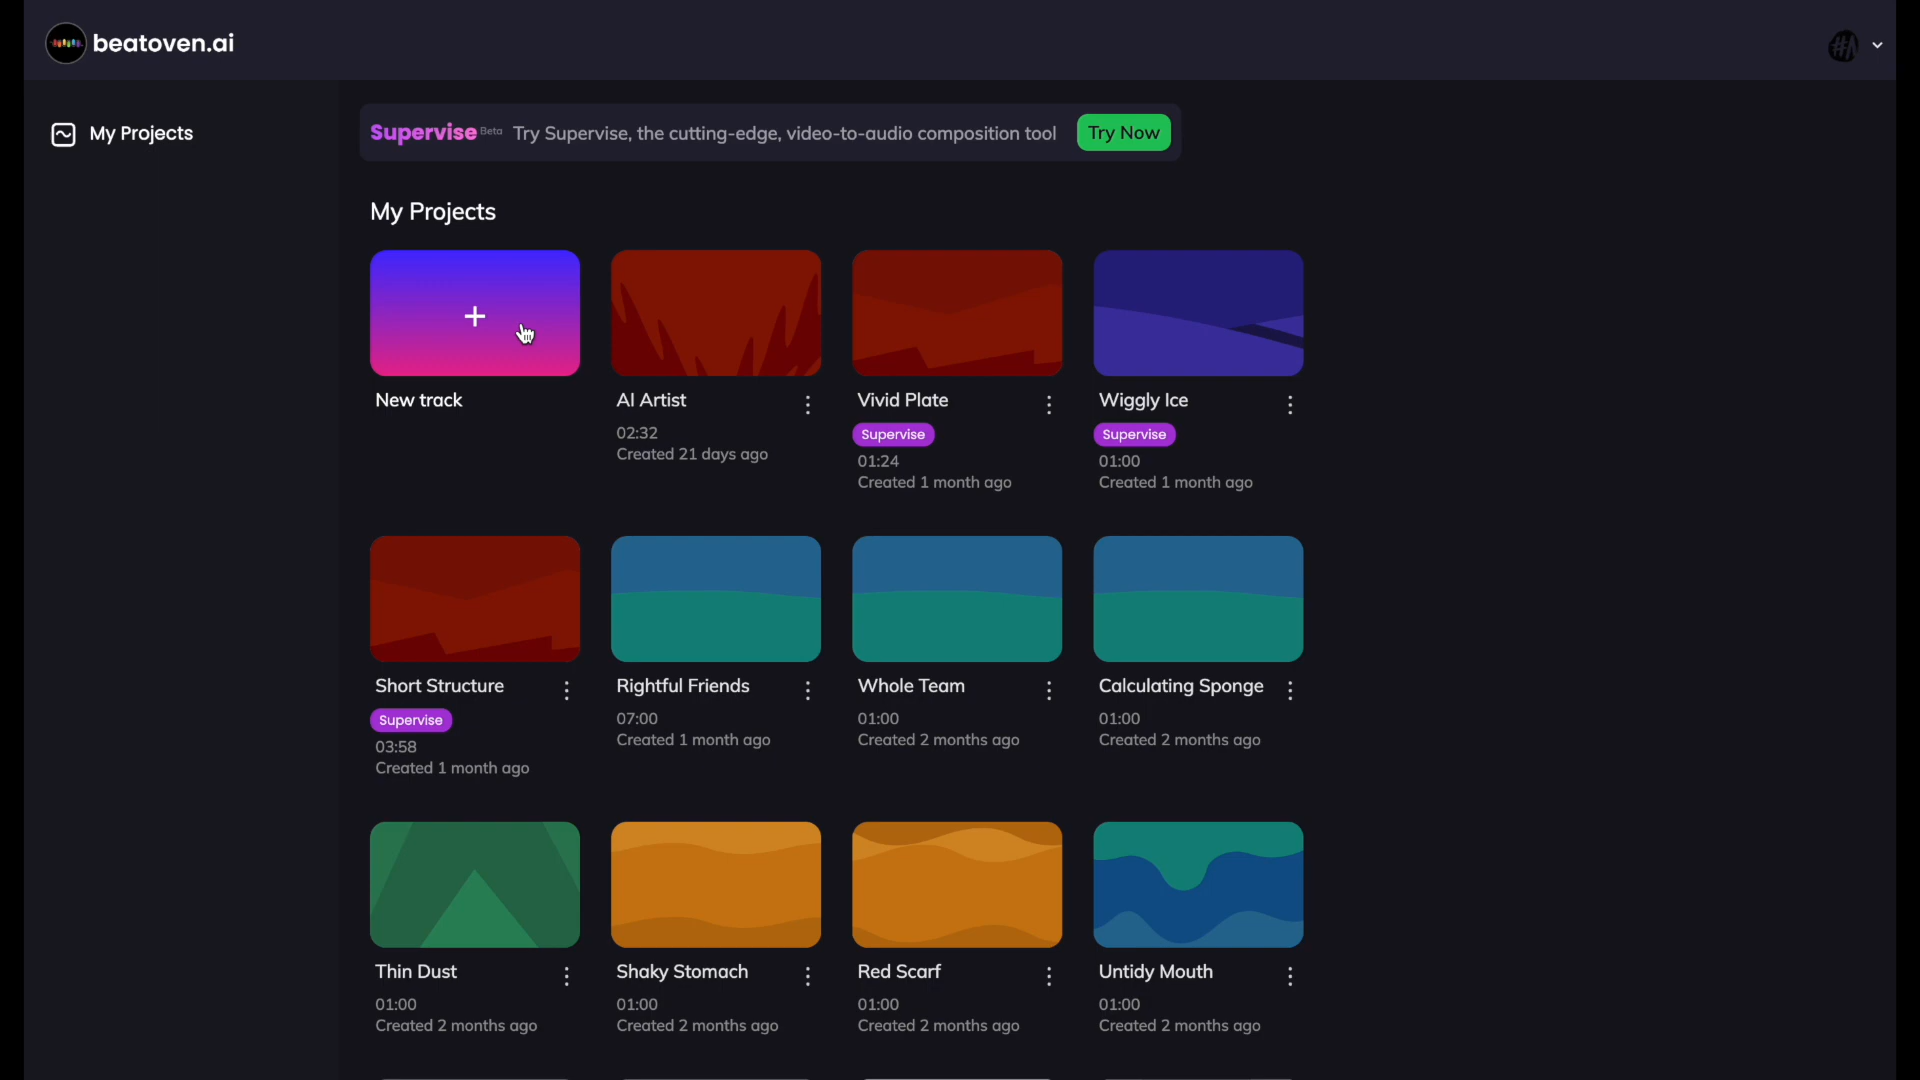 beatoven.ai
My Projects
Supervise Beta Try Supervise, the cutting-edge, video-to-audio composition tool Try Now
My Projects
New track
AI Artist
02:32
Created 21 days ago
Vivid Plate
Supervise
01:24
Created 1 month ago
Wiggly Ice
Supervise
01:00
Created 1 month ago
Short Structure
Supervise
03:58
Created 1 month ago
Rightful Friends
07:00
Created 1 month ago
Whole Team
01:00
Created 2 months ago
Calculating Sponge
01:00
Created 2 months ago
Thin Dust
01:00
Created 2 months ago
Shaky Stomach
01:00
Created 2 months ago
Red Scarf
01:00
Created 2 months ago
Untidy Mouth
01:00
Created 2 months ago